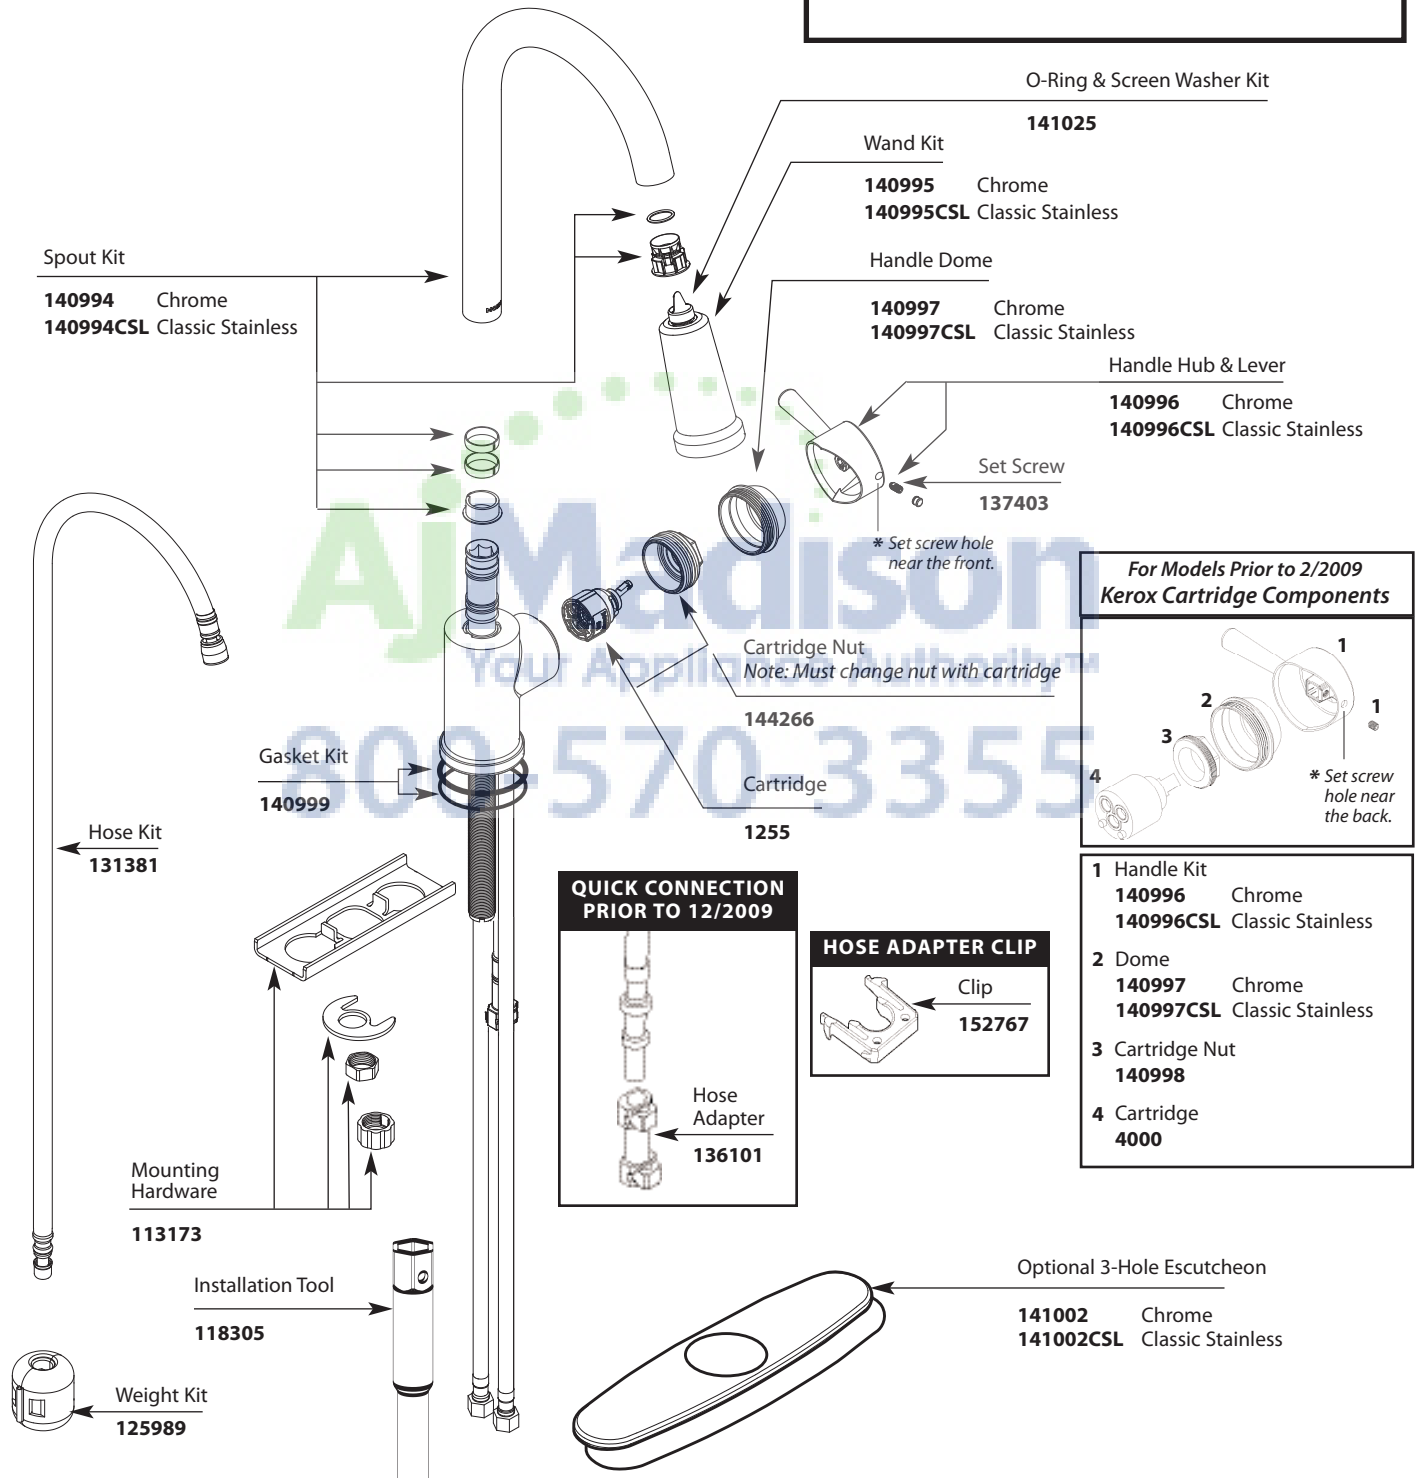 O-Ring & Screen Washer Kit
141025
Wand Kit
140995 Chrome
140995CSL Classic Stainless
Spout Kit
140994 Chrome
140994CSL Classic Stainless
Handle Dome
140997 Chrome
140997CSL Classic Stainless
Handle Hub & Lever
140996 Chrome
140996CSL Classic Stainless
Set Screw
137403
* Set screw hole
near the front.
AjMadison
Your Appliance Authority™
800-570-3355
Cartridge Nut
Note: Must change nut with cartridge
144266
Cartridge
1255
Gasket Kit
140999
Hose Kit
131381
For Models Prior to 2/2009
Kerox Cartridge Components
1
2
1
3
4
* Set screw
hole near
the back.
1 Handle Kit
140996 Chrome
140996CSL Classic Stainless
2 Dome
140997 Chrome
140997CSL Classic Stainless
3 Cartridge Nut
140998
4 Cartridge
4000
QUICK CONNECTION
PRIOR TO 12/2009
Hose
Adapter
136101
HOSE ADAPTER CLIP
Clip
152767
Mounting
Hardware
113173
Installation Tool
118305
Weight Kit
125989
Optional 3-Hole Escutcheon
141002 Chrome
141002CSL Classic Stainless